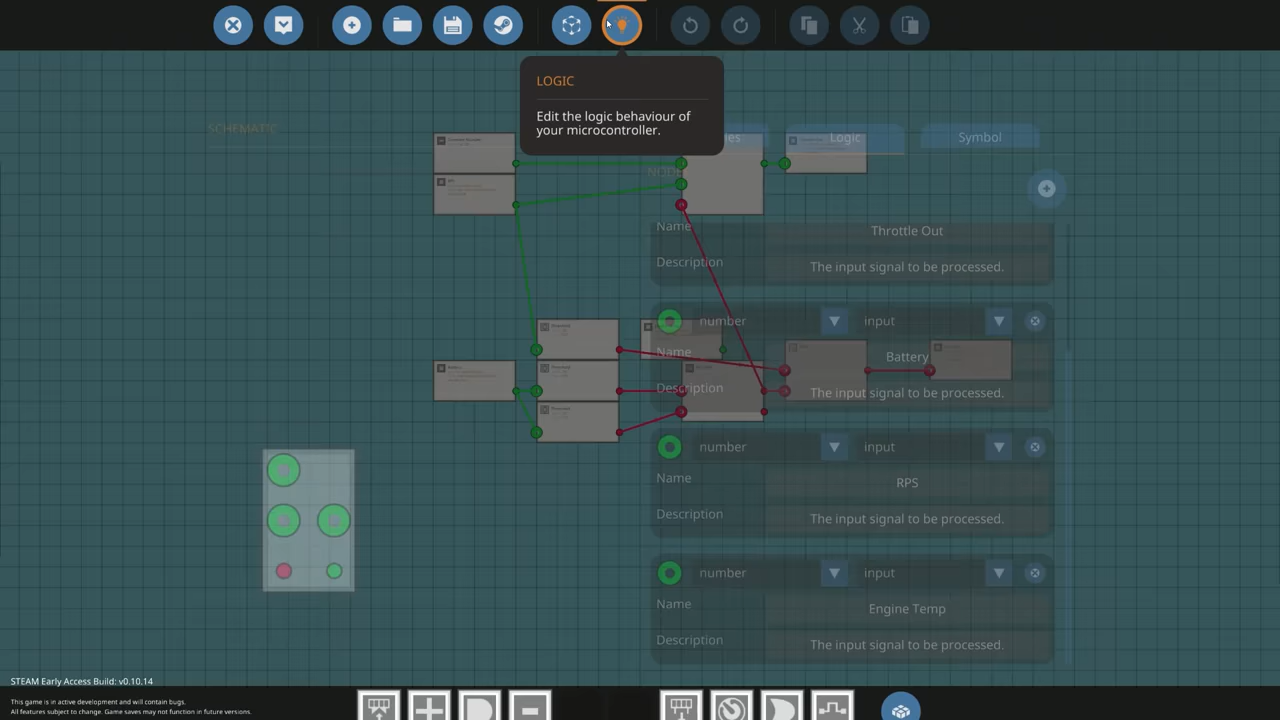 LOGIC
Edit the logic behaviour of
your microcontroller.
SCHEMATIC
Logic
Symbol
Name
Throttle Out
Description
The input signal to be processed.
number
input
Name
Battery
Description
The input signal to be processed.
number
input
Name
RPS
Description
The input signal to be processed.
number
input
Name
Engine Temp
Description
The input signal to be processed.
STEAM Early Access Build: v0.10.14
This game is in active development and will contain bugs.
All features subject to change. Game saves may not function in future versions.